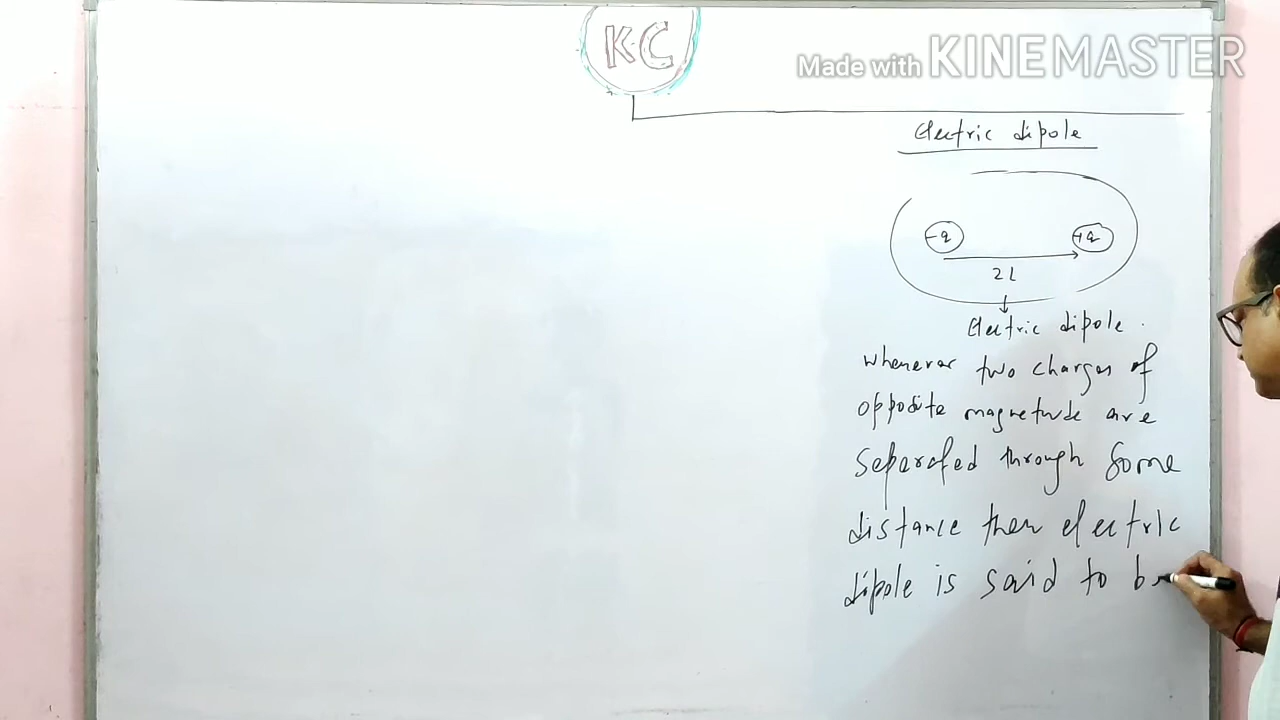 KC
Made with KINEMASTER
Electric dipole
-q +q
2l
Electric dipole.
whenever two charges of
opposite magnetude are
separated through some
distance then electric
dipole is said to be